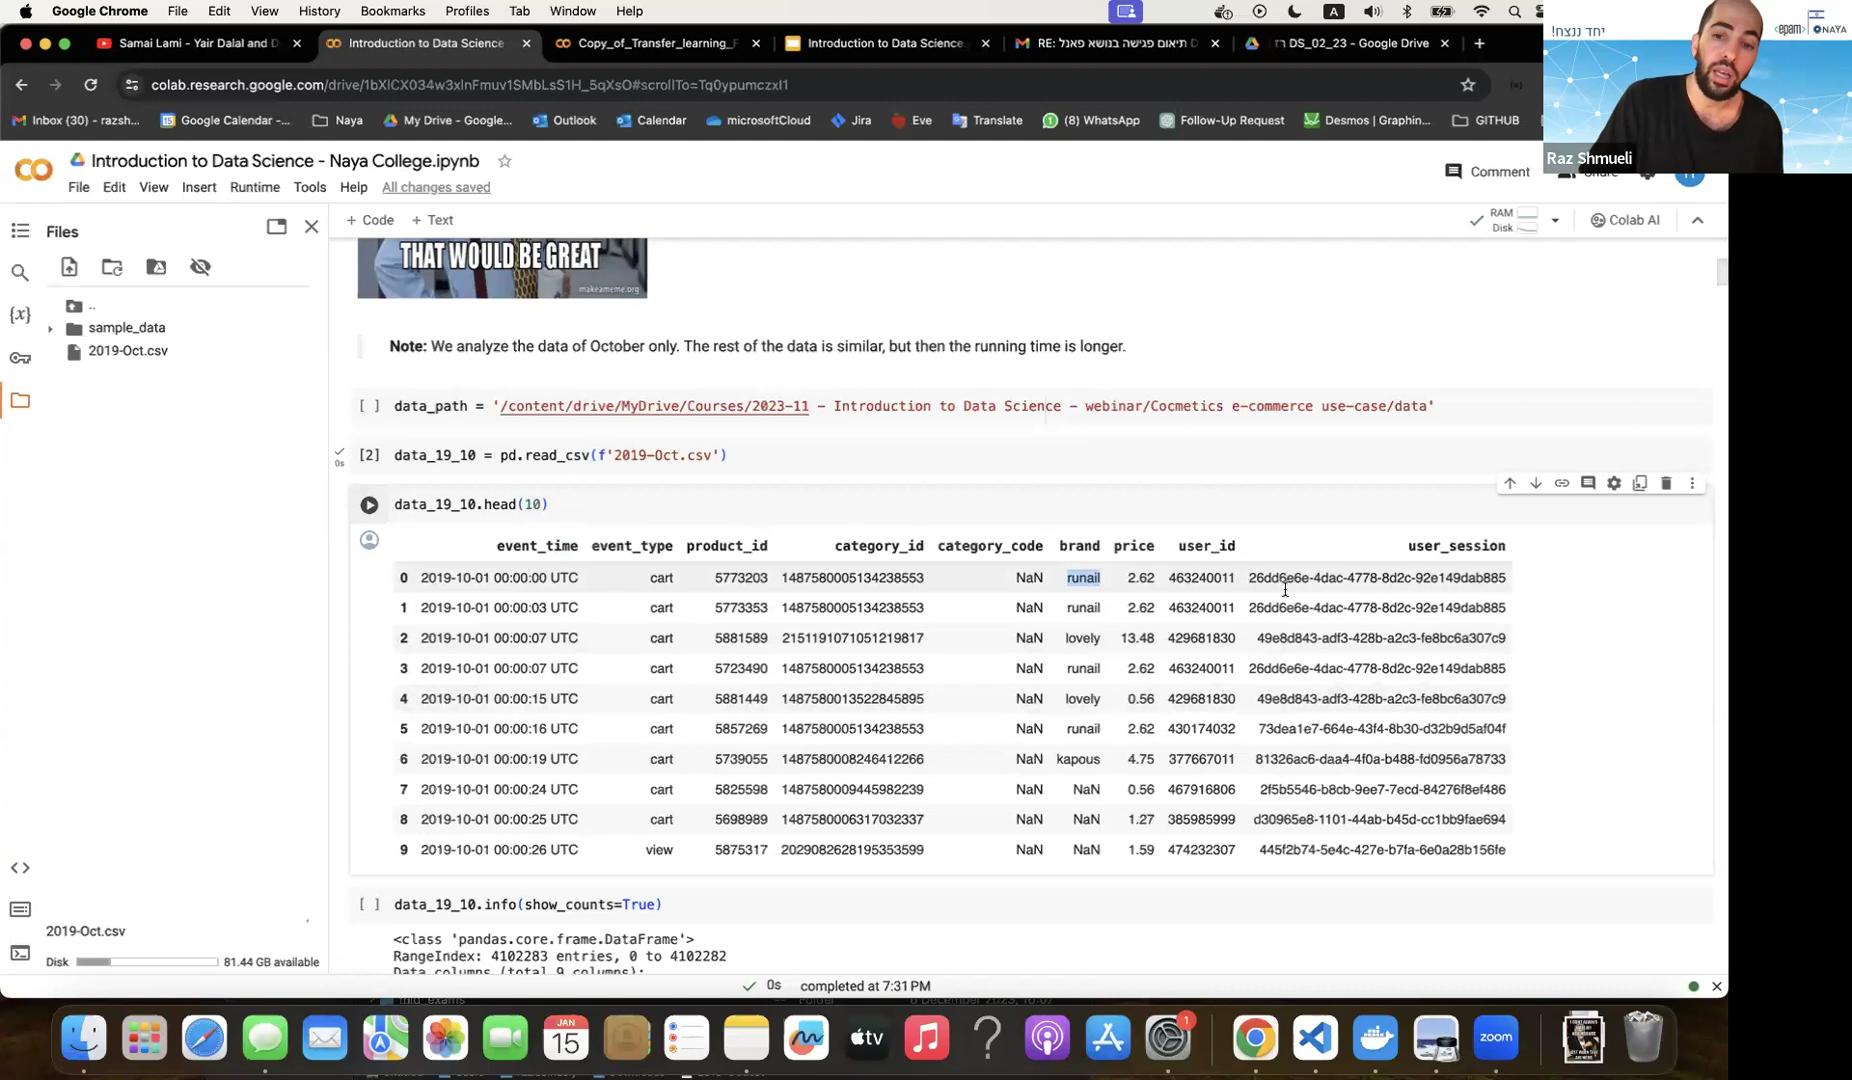 Google Chrome File Edit View History Bookmarks Profiles Tab Window Help
Samai Lami - Yair Dalal and D Introduction to Data Science Copy_of_Transfer_learning_F Introduction to Data Science RE: תיאום פגישה בנושא פאנל D רז DS_02_23 - Google Drive
יחד ננצח! <epam> NAYA
colab.research.google.com/drive/1bXlCX034w3xlnFmuv1SMbLsS1H_5qXsO#scrollTo=Tq0ypumczxI1
Inbox (30) - razsh... Google Calendar -... Naya My Drive - Google... Outlook Calendar microsoftCloud Jira Eve Translate (8) WhatsApp Follow-Up Request Desmos | Graphin... GITHUB
Raz Shmueli
Introduction to Data Science - Naya College.ipynb
Comment Share
File Edit View Insert Runtime Tools Help All changes saved
Files
+ Code + Text
RAM
Disk
Colab AI
THAT WOULD BE GREAT
makeameme.org
..
sample_data
2019-Oct.csv
Note: We analyze the data of October only. The rest of the data is similar, but then the running time is longer.
[ ] data_path = '/content/drive/MyDrive/Courses/2023-11 - Introduction to Data Science - webinar/Cocmetics e-commerce use-case/data'
[2] data_19_10 = pd.read_csv(f'2019-Oct.csv')
0s
data_19_10.head(10)
event_time event_type product_id category_id category_code brand price user_id user_session
0 2019-10-01 00:00:00 UTC cart 5773203 1487580005134238553 NaN runail 2.62 463240011 26dd6e6e-4dac-4778-8d2c-92e149dab885
1 2019-10-01 00:00:03 UTC cart 5773353 1487580005134238553 NaN runail 2.62 463240011 26dd6e6e-4dac-4778-8d2c-92e149dab885
2 2019-10-01 00:00:07 UTC cart 5881589 2151191071051219817 NaN lovely 13.48 429681830 49e8d843-adf3-428b-a2c3-fe8bc6a307c9
3 2019-10-01 00:00:07 UTC cart 5723490 1487580005134238553 NaN runail 2.62 463240011 26dd6e6e-4dac-4778-8d2c-92e149dab885
4 2019-10-01 00:00:15 UTC cart 5881449 1487580013522845895 NaN lovely 0.56 429681830 49e8d843-adf3-428b-a2c3-fe8bc6a307c9
5 2019-10-01 00:00:16 UTC cart 5857269 1487580005134238553 NaN runail 2.62 430174032 73dea1e7-664e-43f4-8b30-d32b9d5af04f
6 2019-10-01 00:00:19 UTC cart 5739055 1487580008246412266 NaN kapous 4.75 377667011 81326ac6-daa4-4f0a-b488-fd0956a78733
7 2019-10-01 00:00:24 UTC cart 5825598 1487580009445982239 NaN NaN 0.56 467916806 2f5b5546-b8cb-9ee7-7ecd-84276f8ef486
8 2019-10-01 00:00:25 UTC cart 5698989 1487580006317032337 NaN NaN 1.27 385985999 d30965e8-1101-44ab-b45d-cc1bb9fae694
9 2019-10-01 00:00:26 UTC view 5875317 2029082628195353599 NaN NaN 1.59 474232307 445f2b74-5e4c-427e-b7fa-6e0a28b156fe
[ ] data_19_10.info(show_counts=True)
<class 'pandas.core.frame.DataFrame'>
RangeIndex: 4102283 entries, 0 to 4102282
Data columns (total 9 columns):
2019-Oct.csv
Disk 81.44 GB available
0s completed at 7:31 PM
JAN
15
tv
1
zoom